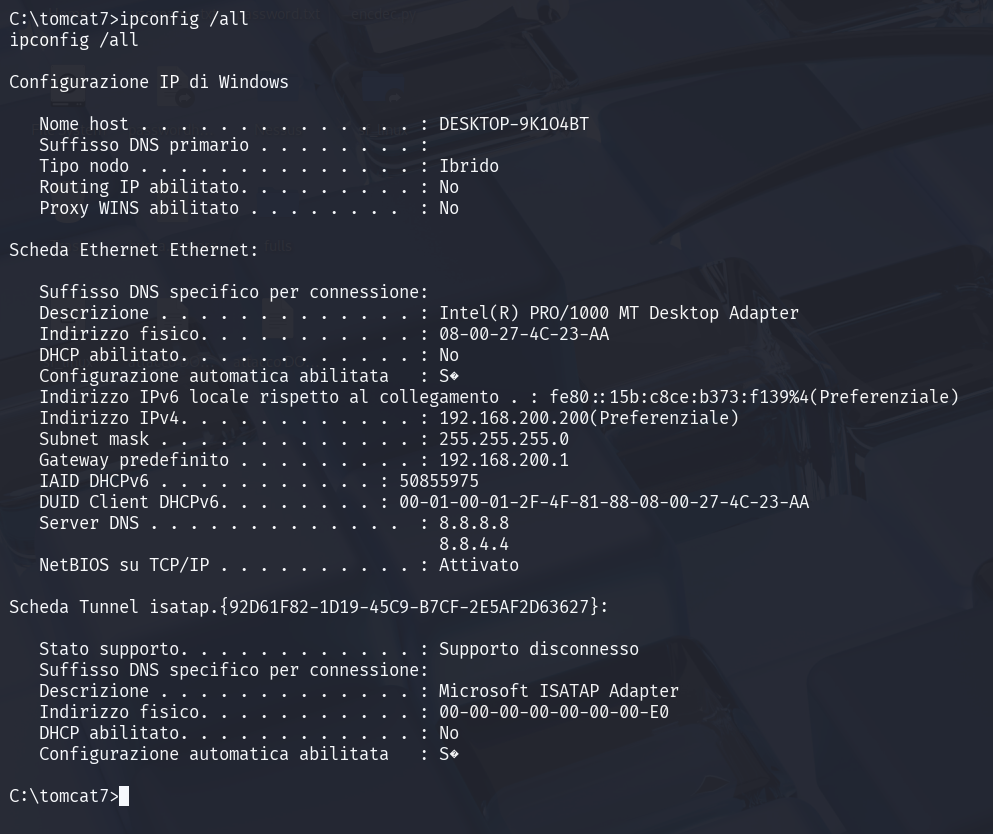 C:\tomcat7>ipconfig /all
ipconfig /all
Configurazione IP di Windows
Nome host . . . . . . . . . . . . . . : DESKTOP-9K1O4BT
Suffisso DNS primario . . . . . . . . :
Tipo nodo . . . . . . . . . . . . . . : Ibrido
Routing IP abilitato. . . . . . . . . : No
Proxy WINS abilitato . . . . . . . .  : No
Scheda Ethernet Ethernet:
Suffisso DNS specifico per connessione:
Descrizione . . . . . . . . . . . . . : Intel(R) PRO/1000 MT Desktop Adapter
Indirizzo fisico. . . . . . . . . . . : 08-00-27-4C-23-AA
DHCP abilitato. . . . . . . . . . . . : No
Configurazione automatica abilitata   : S�
Indirizzo IPv6 locale rispetto al collegamento . : fe80::15b:c8ce:b373:f139%4(Preferenziale)
Indirizzo IPv4. . . . . . . . . . . . : 192.168.200.200(Preferenziale)
Subnet mask . . . . . . . . . . . . . : 255.255.255.0
Gateway predefinito . . . . . . . . . : 192.168.200.1
IAID DHCPv6 . . . . . . . . . . . : 50855975
DUID Client DHCPv6. . . . . . . . : 00-01-00-01-2F-4F-81-88-08-00-27-4C-23-AA
Server DNS . . . . . . . . . . . . .  : 8.8.8.8
8.8.4.4
NetBIOS su TCP/IP . . . . . . . . . . : Attivato
Scheda Tunnel isatap.{92D61F82-1D19-45C9-B7CF-2E5AF2D63627}:
Stato supporto. . . . . . . . . . . . : Supporto disconnesso
Suffisso DNS specifico per connessione:
Descrizione . . . . . . . . . . . . . : Microsoft ISATAP Adapter
Indirizzo fisico. . . . . . . . . . . : 00-00-00-00-00-00-00-E0
DHCP abilitato. . . . . . . . . . . . : No
Configurazione automatica abilitata   : S�
C:\tomcat7>